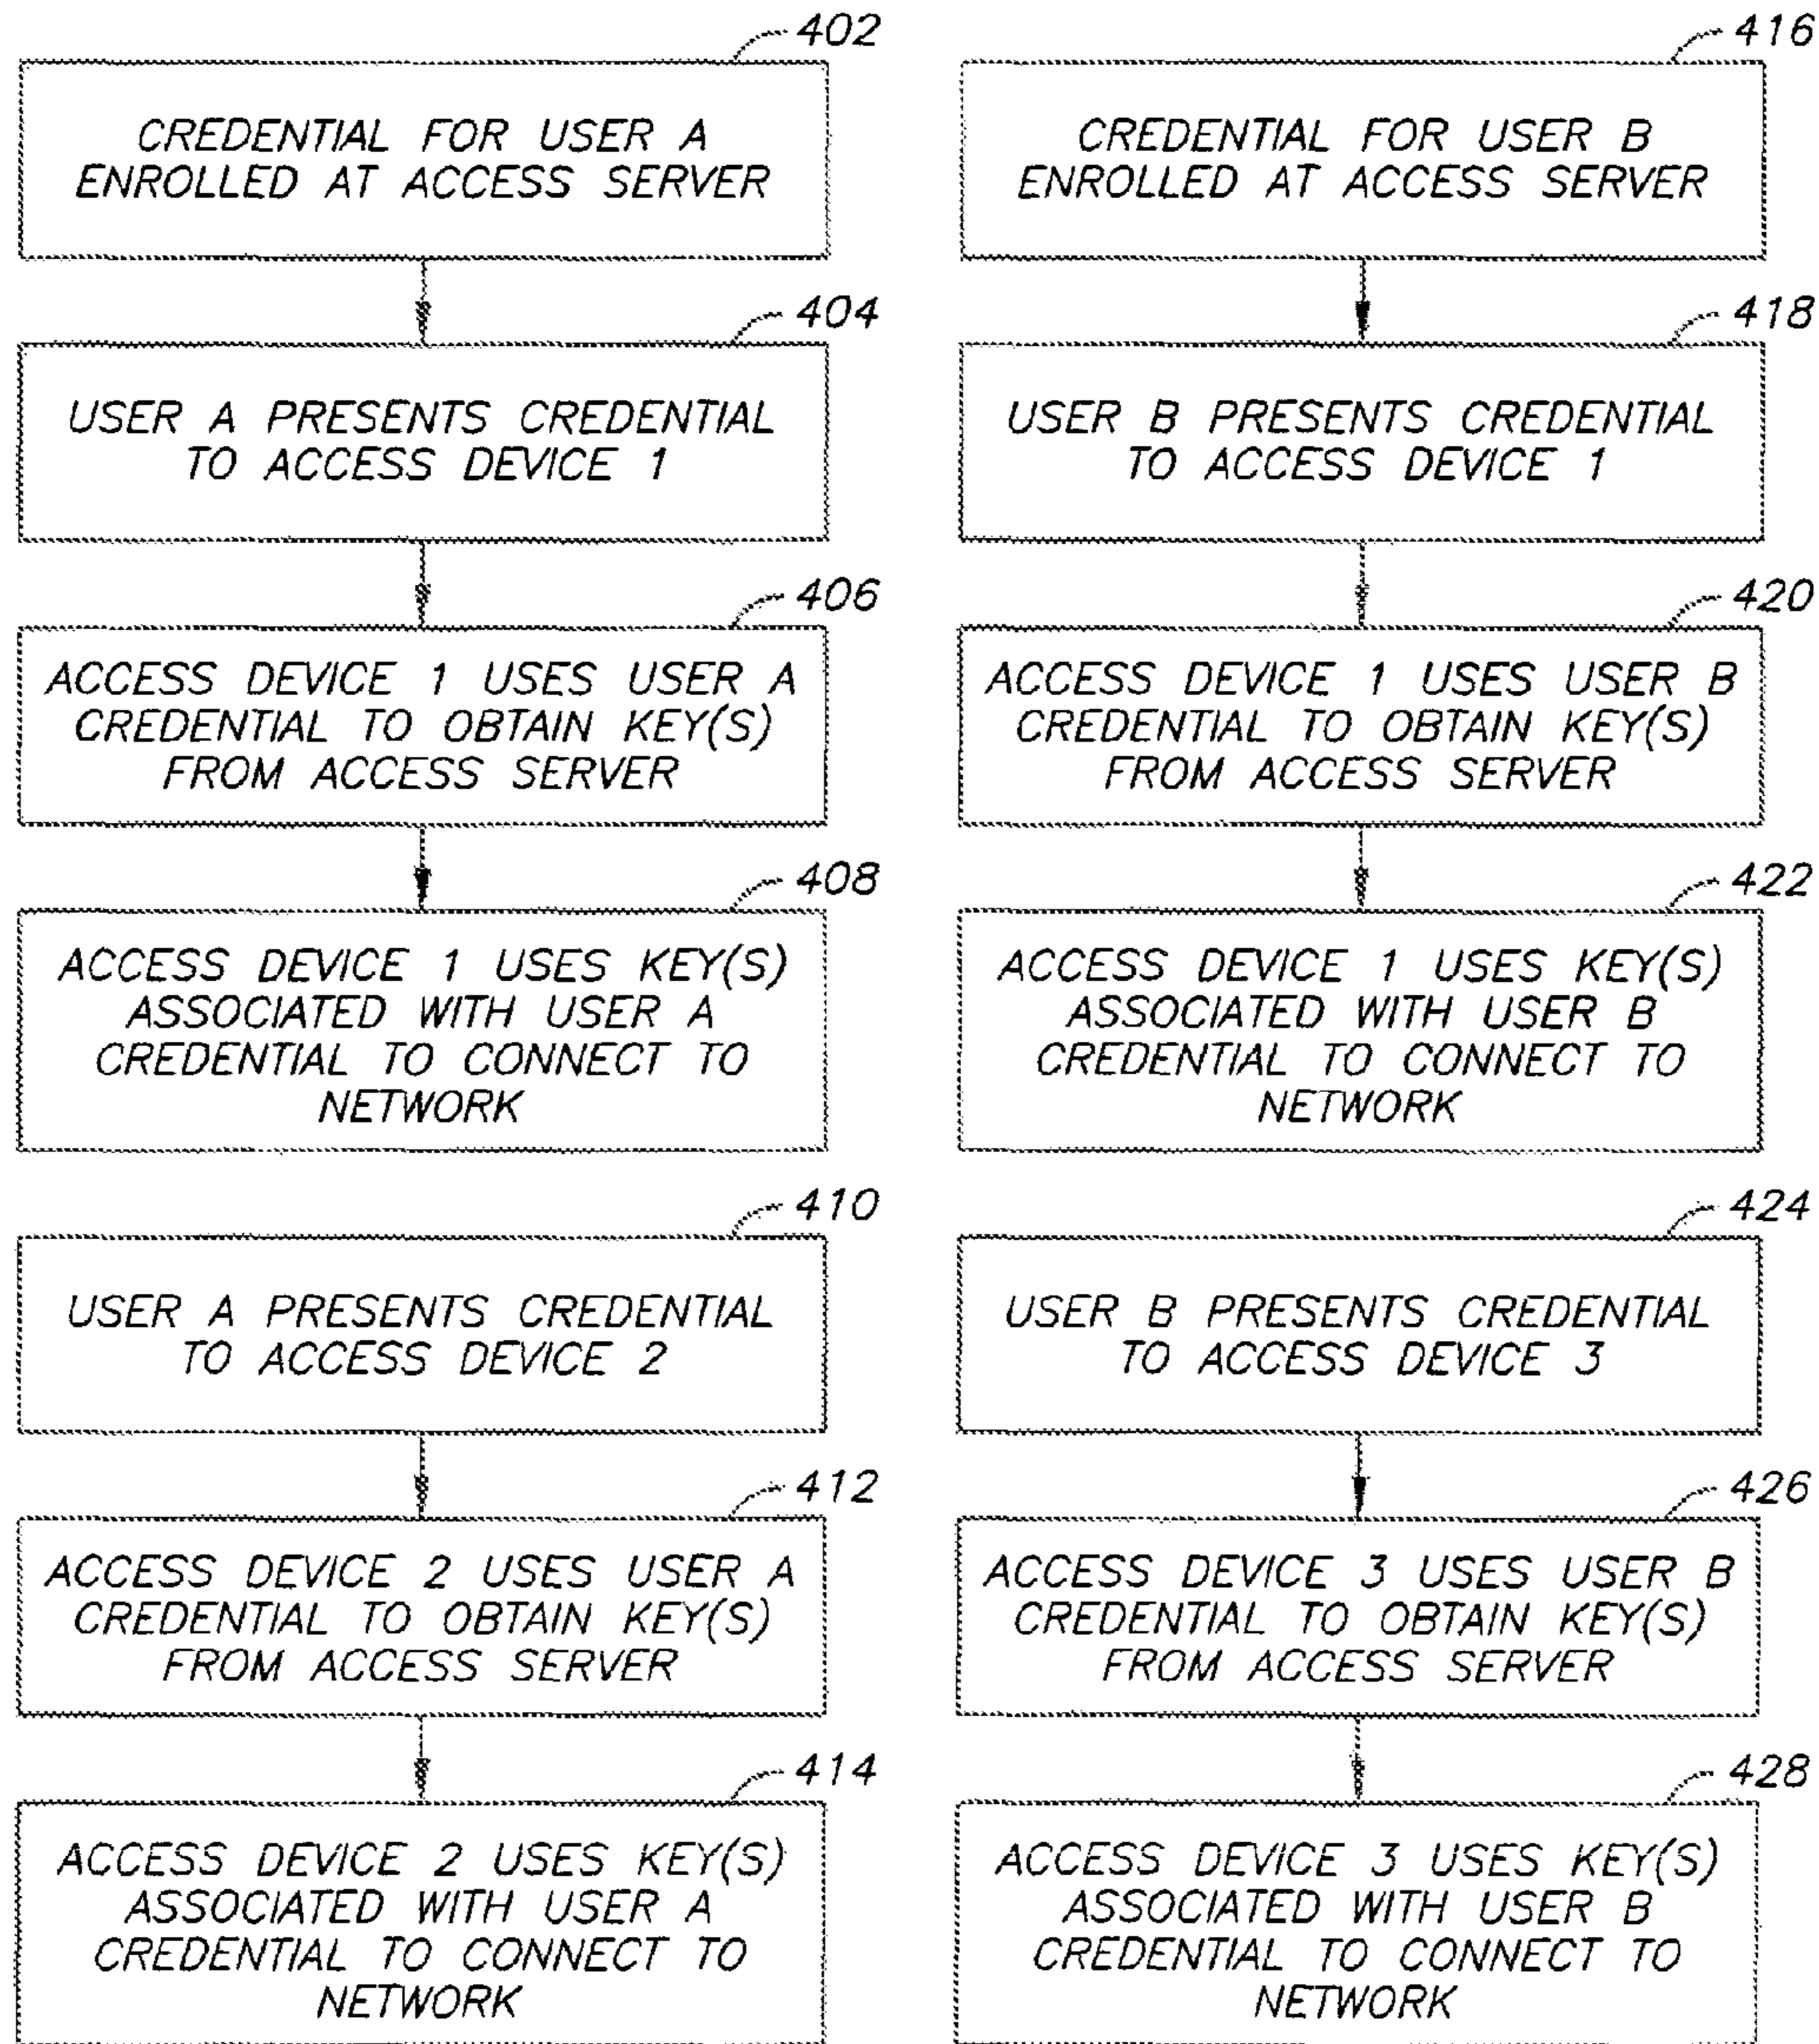 402
CREDENTIAL FOR USER A
ENROLLED AT ACCESS SERVER
404
USER A PRESENTS CREDENTIAL
TO ACCESS DEVICE 1
406
ACCESS DEVICE 1 USES USER A
CREDENTIAL TO OBTAIN KEY(S)
FROM ACCESS SERVER
408
ACCESS DEVICE 1 USES KEY(S)
ASSOCIATED WITH USER A
CREDENTIAL TO CONNECT TO
NETWORK
410
USER A PRESENTS CREDENTIAL
TO ACCESS DEVICE 2
412
ACCESS DEVICE 2 USES USER A
CREDENTIAL TO OBTAIN KEY(S)
FROM ACCESS SERVER
414
ACCESS DEVICE 2 USES KEY(S)
ASSOCIATED WITH USER A
CREDENTIAL TO CONNECT TO
NETWORK
416
CREDENTIAL FOR USER B
ENROLLED AT ACCESS SERVER
418
USER B PRESENTS CREDENTIAL
TO ACCESS DEVICE 1
420
ACCESS DEVICE 1 USES USER B
CREDENTIAL TO OBTAIN KEY(S)
FROM ACCESS SERVER
422
ACCESS DEVICE 1 USES KEY(S)
ASSOCIATED WITH USER B
CREDENTIAL TO CONNECT TO
NETWORK
424
USER B PRESENTS CREDENTIAL
TO ACCESS DEVICE 3
426
ACCESS DEVICE 3 USES USER B
CREDENTIAL TO OBTAIN KEY(S)
FROM ACCESS SERVER
428
ACCESS DEVICE 3 USES KEY(S)
ASSOCIATED WITH USER B
CREDENTIAL TO CONNECT TO
NETWORK